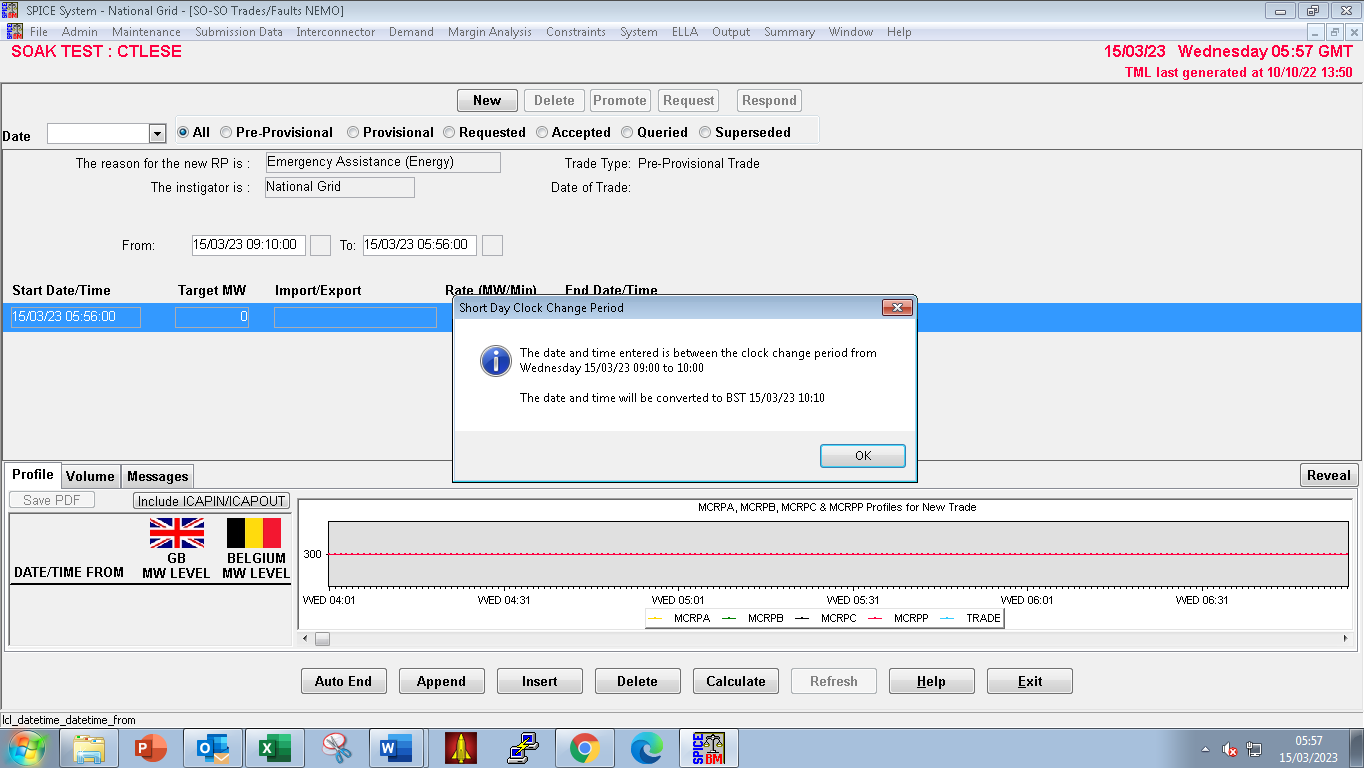 SPICE System - National Grid - [SO-SO Trades/Faults NEMO]
File Admin Maintenance Submission Data Interconnector Demand Margin Analysis Constraints System ELLA Output Summary Window Help
SOAK TEST : CTLESE
15/03/23 Wednesday 05:57 GMT
TML last generated at 10/10/22 13:50
New Delete Promote Request Respond
Date All Pre-Provisional Provisional Requested Accepted Queried Superseded
The reason for the new RP is : Emergency Assistance (Energy) Trade Type: Pre-Provisional Trade
The instigator is : National Grid Date of Trade:
From: 15/03/23 09:10:00 To: 15/03/23 05:56:00
Start Date/Time Target MW Import/Export Rate (MW/Min) End Date/Time
15/03/23 05:56:00 0
Short Day Clock Change Period
The date and time entered is between the clock change period from
Wednesday 15/03/23 09:00 to 10:00
The date and time will be converted to BST 15/03/23 10:10
OK
Profile Volume Messages Reveal
Save PDF Include ICAPIN/ICAPOUT
GB BELGIUM
DATE/TIME FROM MW LEVEL MW LEVEL
MCRPA, MCRPB, MCRPC & MCRPP Profiles for New Trade
300
WED 04:01 WED 04:31 WED 05:01 WED 05:31 WED 06:01 WED 06:31
MCRPA MCRPB MCRPC MCRPP TRADE
Auto End Append Insert Delete Calculate Refresh Help Exit
lcl_datetime_datetime_from
SPICE
BM
05:57
15/03/2023